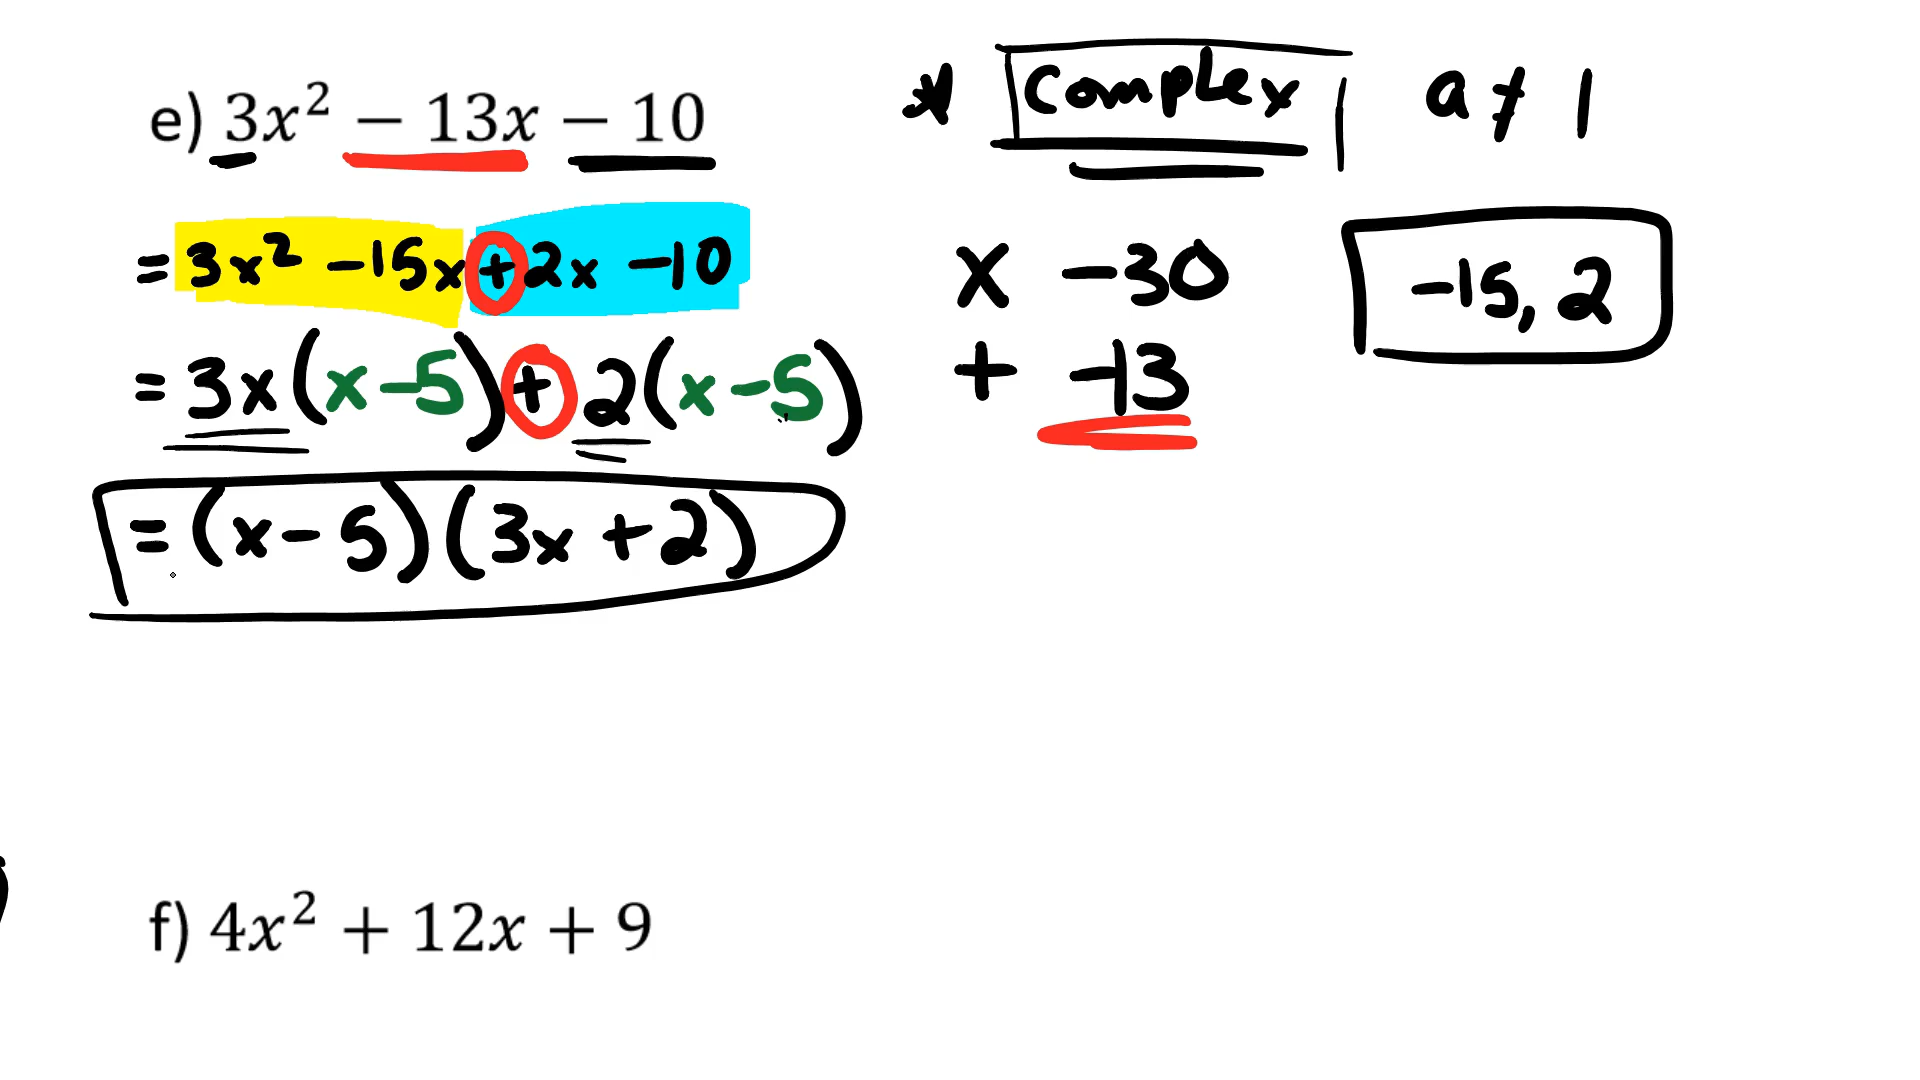 e) 3x² − 13x − 10
* Complex a ≠ 1
= 3x² −15x + 2x −10
x −30
+ −13
−15, 2
= 3x(x−5) + 2(x−5)
= (x−5)(3x+2)
f) 4x² + 12x + 9